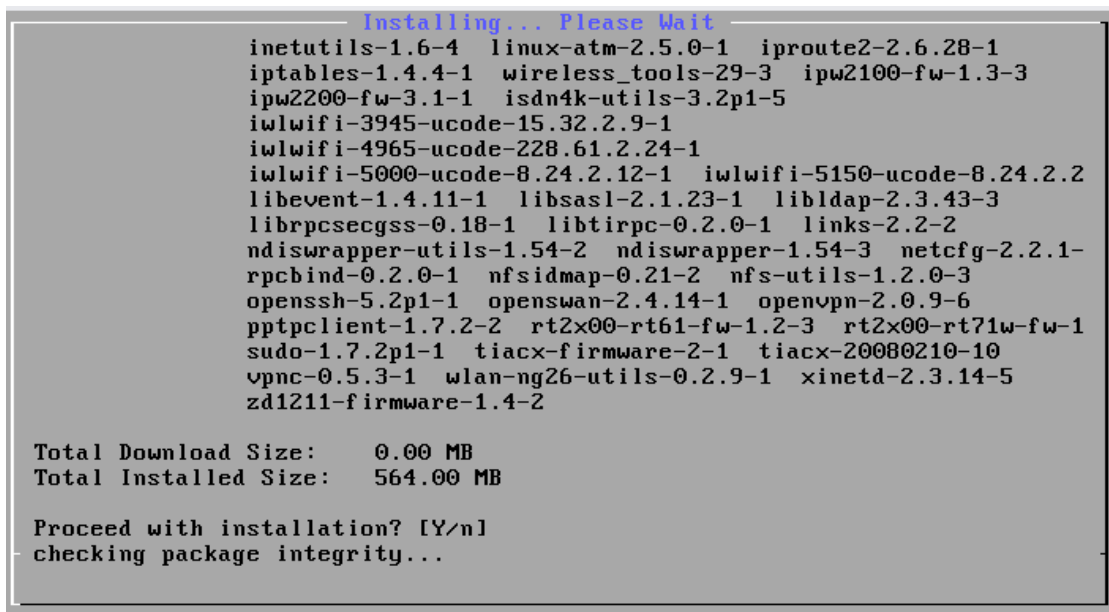 Installing... Please Wait
inetutils-1.6-4 linux-atm-2.5.0-1 iproute2-2.6.28-1
iptables-1.4.4-1 wireless_tools-29-3 ipw2100-fw-1.3-3
ipw2200-fw-3.1-1 isdn4k-utils-3.2p1-5
iwlwifi-3945-ucode-15.32.2.9-1
iwlwifi-4965-ucode-228.61.2.24-1
iwlwifi-5000-ucode-8.24.2.12-1 iwlwifi-5150-ucode-8.24.2.2
libevent-1.4.11-1 libsasl-2.1.23-1 libldap-2.3.43-3
librpcsecgss-0.18-1 libtirpc-0.2.0-1 links-2.2-2
ndiswrapper-utils-1.54-2 ndiswrapper-1.54-3 netcfg-2.2.1-
rpcbind-0.2.0-1 nfsidmap-0.21-2 nfs-utils-1.2.0-3
openssh-5.2p1-1 openswan-2.4.14-1 openvpn-2.0.9-6
pptpclient-1.7.2-2 rt2x00-rt61-fw-1.2-3 rt2x00-rt71w-fw-1
sudo-1.7.2p1-1 tiacx-firmware-2-1 tiacx-20080210-10
vpnc-0.5.3-1 wlan-ng26-utils-0.2.9-1 xinetd-2.3.14-5
zd1211-firmware-1.4-2
Total Download Size: 0.00 MB
Total Installed Size: 564.00 MB
Proceed with installation? [Y/n]
checking package integrity...